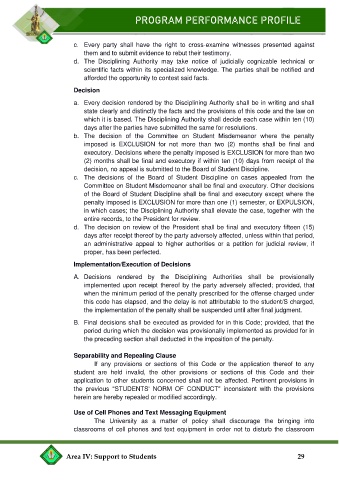 PROGRAM PERFORMANCE PROFILE
c. Every party shall have the right to cross-examine witnesses presented against
them and to submit evidence to rebut their testimony.
d. The Disciplining Authority may take notice of judicially cognizable technical or
scientific facts within its specialized knowledge. The parties shall be notified and
afforded the opportunity to contest said facts.
Decision
a. Every decision rendered by the Disciplining Authority shall be in writing and shall
state clearly and distinctly the facts and the provisions of this code and the law on
which it is based. The Disciplining Authority shall decide each case within ten (10)
days after the parties have submitted the same for resolutions.
b. The decision of the Committee on Student Misdemeanor where the penalty
imposed is EXCLUSION for not more than two (2) months shall be final and
executory. Decisions where the penalty imposed is EXCLUSION for more than two
(2) months shall be final and executory if within ten (10) days from receipt of the
decision, no appeal is submitted to the Board of Student Discipline.
c. The decisions of the Board of Student Discipline on cases appealed from the
Committee on Student Misdemeanor shall be final and executory. Other decisions
of the Board of Student Discipline shall be final and executory except where the
penalty imposed is EXCLUSION for more than one (1) semester, or EXPULSION,
in which cases; the Disciplining Authority shall elevate the case, together with the
entire records, to the President for review.
d. The decision on review of the President shall be final and executory fifteen (15)
days after receipt thereof by the party adversely affected, unless within that period,
an administrative appeal to higher authorities or a petition for judicial review, if
proper, has been perfected.
Implementation/Execution of Decisions
A. Decisions rendered by the Disciplining Authorities shall be provisionally
implemented upon receipt thereof by the party adversely affected; provided, that
when the minimum period of the penalty prescribed for the offense charged under
this code has elapsed, and the delay is not attributable to the student/S charged,
the implementation of the penalty shall be suspended until after final judgment.
B. Final decisions shall be executed as provided for in this Code; provided, that the
period during which the decision was provisionally implemented as provided for in
the preceding section shall deducted in the imposition of the penalty.
Separability and Repealing Clause
If any provisions or sections of this Code or the application thereof to any
student are held invalid, the other provisions or sections of this Code and their
application to other students concerned shall not be affected. Pertinent provisions in
the previous "STUDENTS' NORM OF CONDUCT" inconsistent with the provisions
herein are hereby repealed or modified accordingly.
Use of Cell Phones and Text Messaging Equipment
The University as a matter of policy shall discourage the bringing into
classrooms of cell phones and text equipment in order not to disturb the classroom
Area IV: Support to Students 29